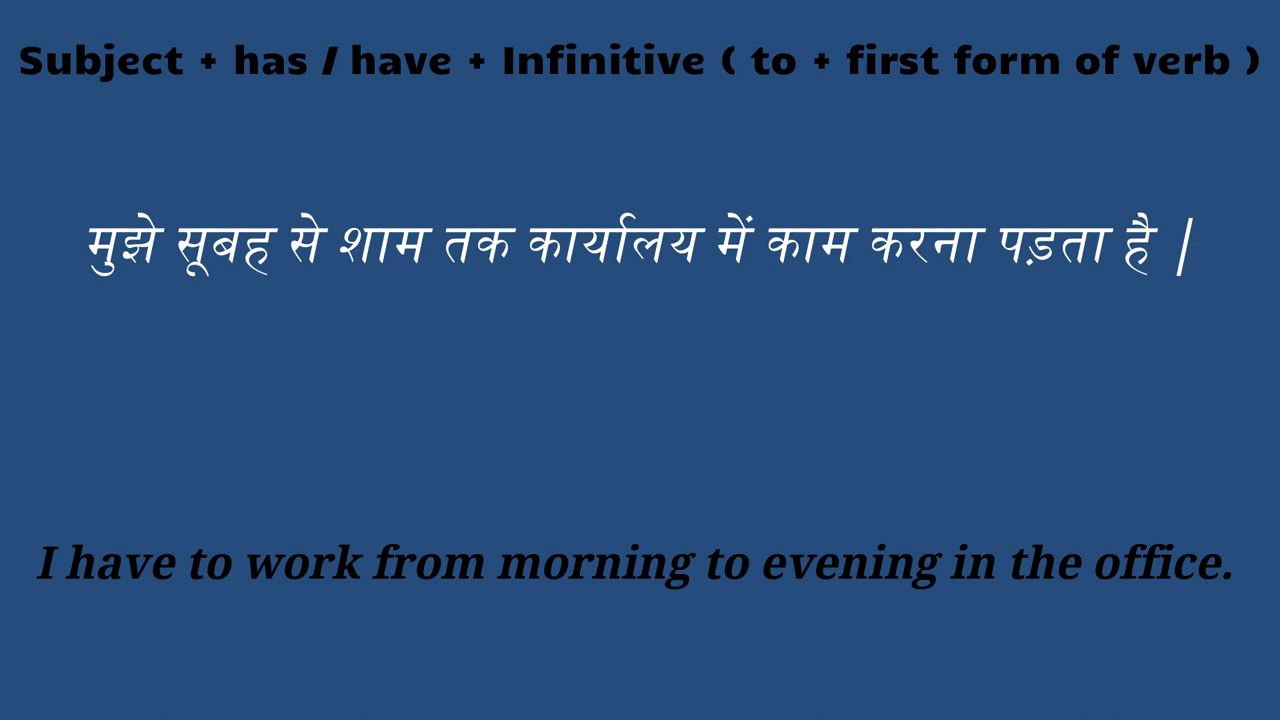 Subject + has / have + Infinitive ( to + first form of verb )
मुझे सूबह से शाम तक कार्यालय में काम करना पड़ता है |
I have to work from morning to evening in the office.